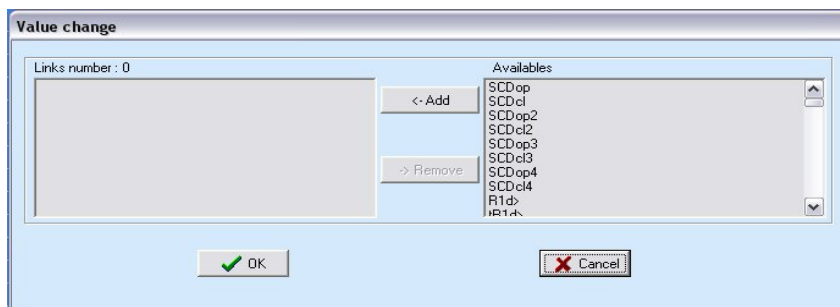 Value change
Links number : 0
Availables
<- Add
-> Remove
SCDop
SCDcl
SCDop2
SCDcl2
SCDop3
SCDcl3
SCDop4
SCDcl4
R1d>
tR1d>
OK
Cancel